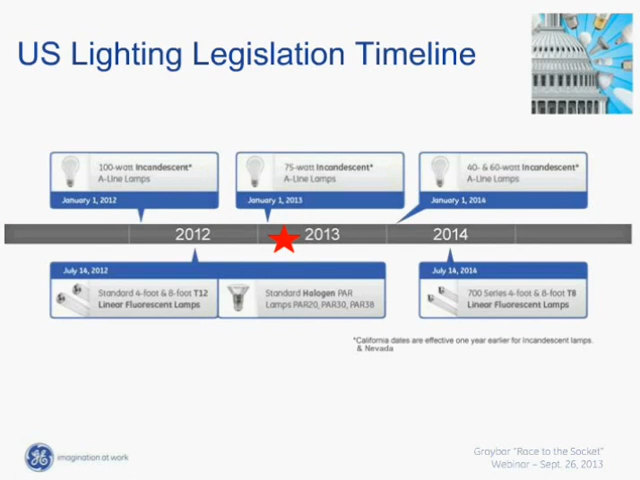 US Lighting Legislation Timeline
100-watt Incandescent*
A-Line Lamps
January 1, 2012
75-watt Incandescent*
A-Line Lamps
January 1, 2013
40- & 60-watt Incandescent*
A-Line Lamps
January 1, 2014
2012
2013
2014
July 14, 2012
Standard 4-foot & 8-foot T12
Linear Fluorescent Lamps
Standard Halogen PAR
Lamps PAR20, PAR30, PAR38
July 14, 2014
700 Series 4-foot & 8-foot T8
Linear Fluorescent Lamps
*California dates are effective one year earlier for Incandescent lamps.
& Nevada
GE
imagination at work
Graybar "Race to the Socket"
Webinar – Sept. 26, 2013